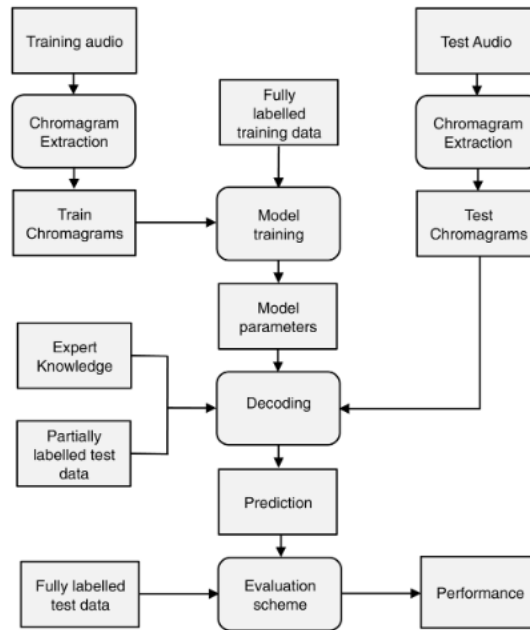 Training audio
Test Audio
Fully
labelled
training data
Chromagram
Extraction
Chromagram
Extraction
Train
Chromagrams
Model
training
Test
Chromagrams
Model
parameters
Expert
Knowledge
Decoding
Partially
labelled test
data
Prediction
Fully labelled
test data
Evaluation
scheme
Performance